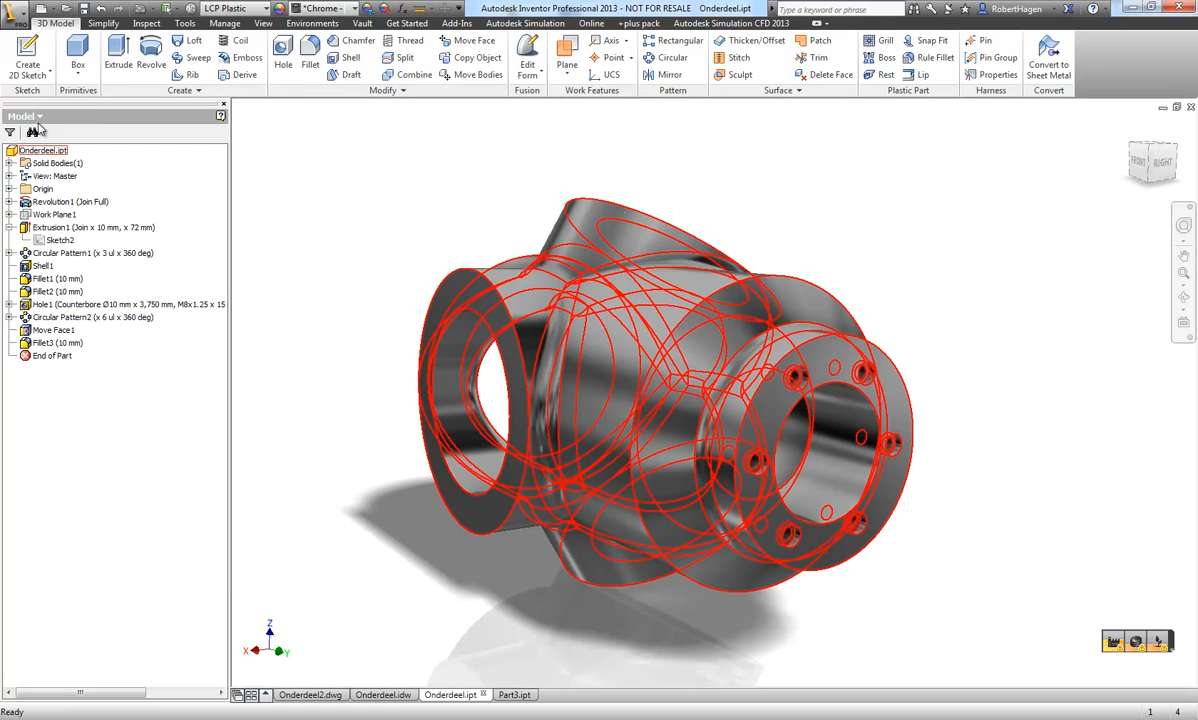 PRO
LCP Plastic
*Chrome
Autodesk Inventor Professional 2013 - NOT FOR RESALE Onderdeel.ipt
Type a keyword or phrase
RobertHagen
3D Model Simplify Inspect Tools Manage View Environments Vault Get Started Add-Ins Autodesk Simulation Online +plus pack Autodesk Simulation CFD 2013
Create
2D Sketch
Box
Extrude
Revolve
Loft
Sweep
Rib
Coil
Emboss
Derive
Hole
Fillet
Chamfer
Shell
Draft
Thread
Split
Combine
Move Face
Copy Object
Move Bodies
Edit
Form
Plane
Axis
Point
UCS
Rectangular
Circular
Mirror
Thicken/Offset
Stitch
Sculpt
Patch
Trim
Delete Face
Grill
Boss
Rest
Snap Fit
Rule Fillet
Lip
Pin
Pin Group
Properties
Convert to
Sheet Metal
Sketch Primitives Create Modify Fusion Work Features Pattern Surface Plastic Part Harness Convert
Model
Onderdeel.ipt
Solid Bodies(1)
View: Master
Origin
Revolution1 (Join Full)
Work Plane1
Extrusion1 (Join x 10 mm, x 72 mm)
Sketch2
Circular Pattern1 (x 3 ul x 360 deg)
Shell1
Fillet1 (10 mm)
Fillet2 (10 mm)
Hole1 (Counterbore Ø10 mm x 3,750 mm, M8x1.25 x 15
Circular Pattern2 (x 6 ul x 360 deg)
Move Face1
Fillet3 (10 mm)
End of Part
FRONT RIGHT
Z
X
Y
Onderdeel2.dwg Onderdeel.idw Onderdeel.ipt Part3.ipt
Ready
1 4